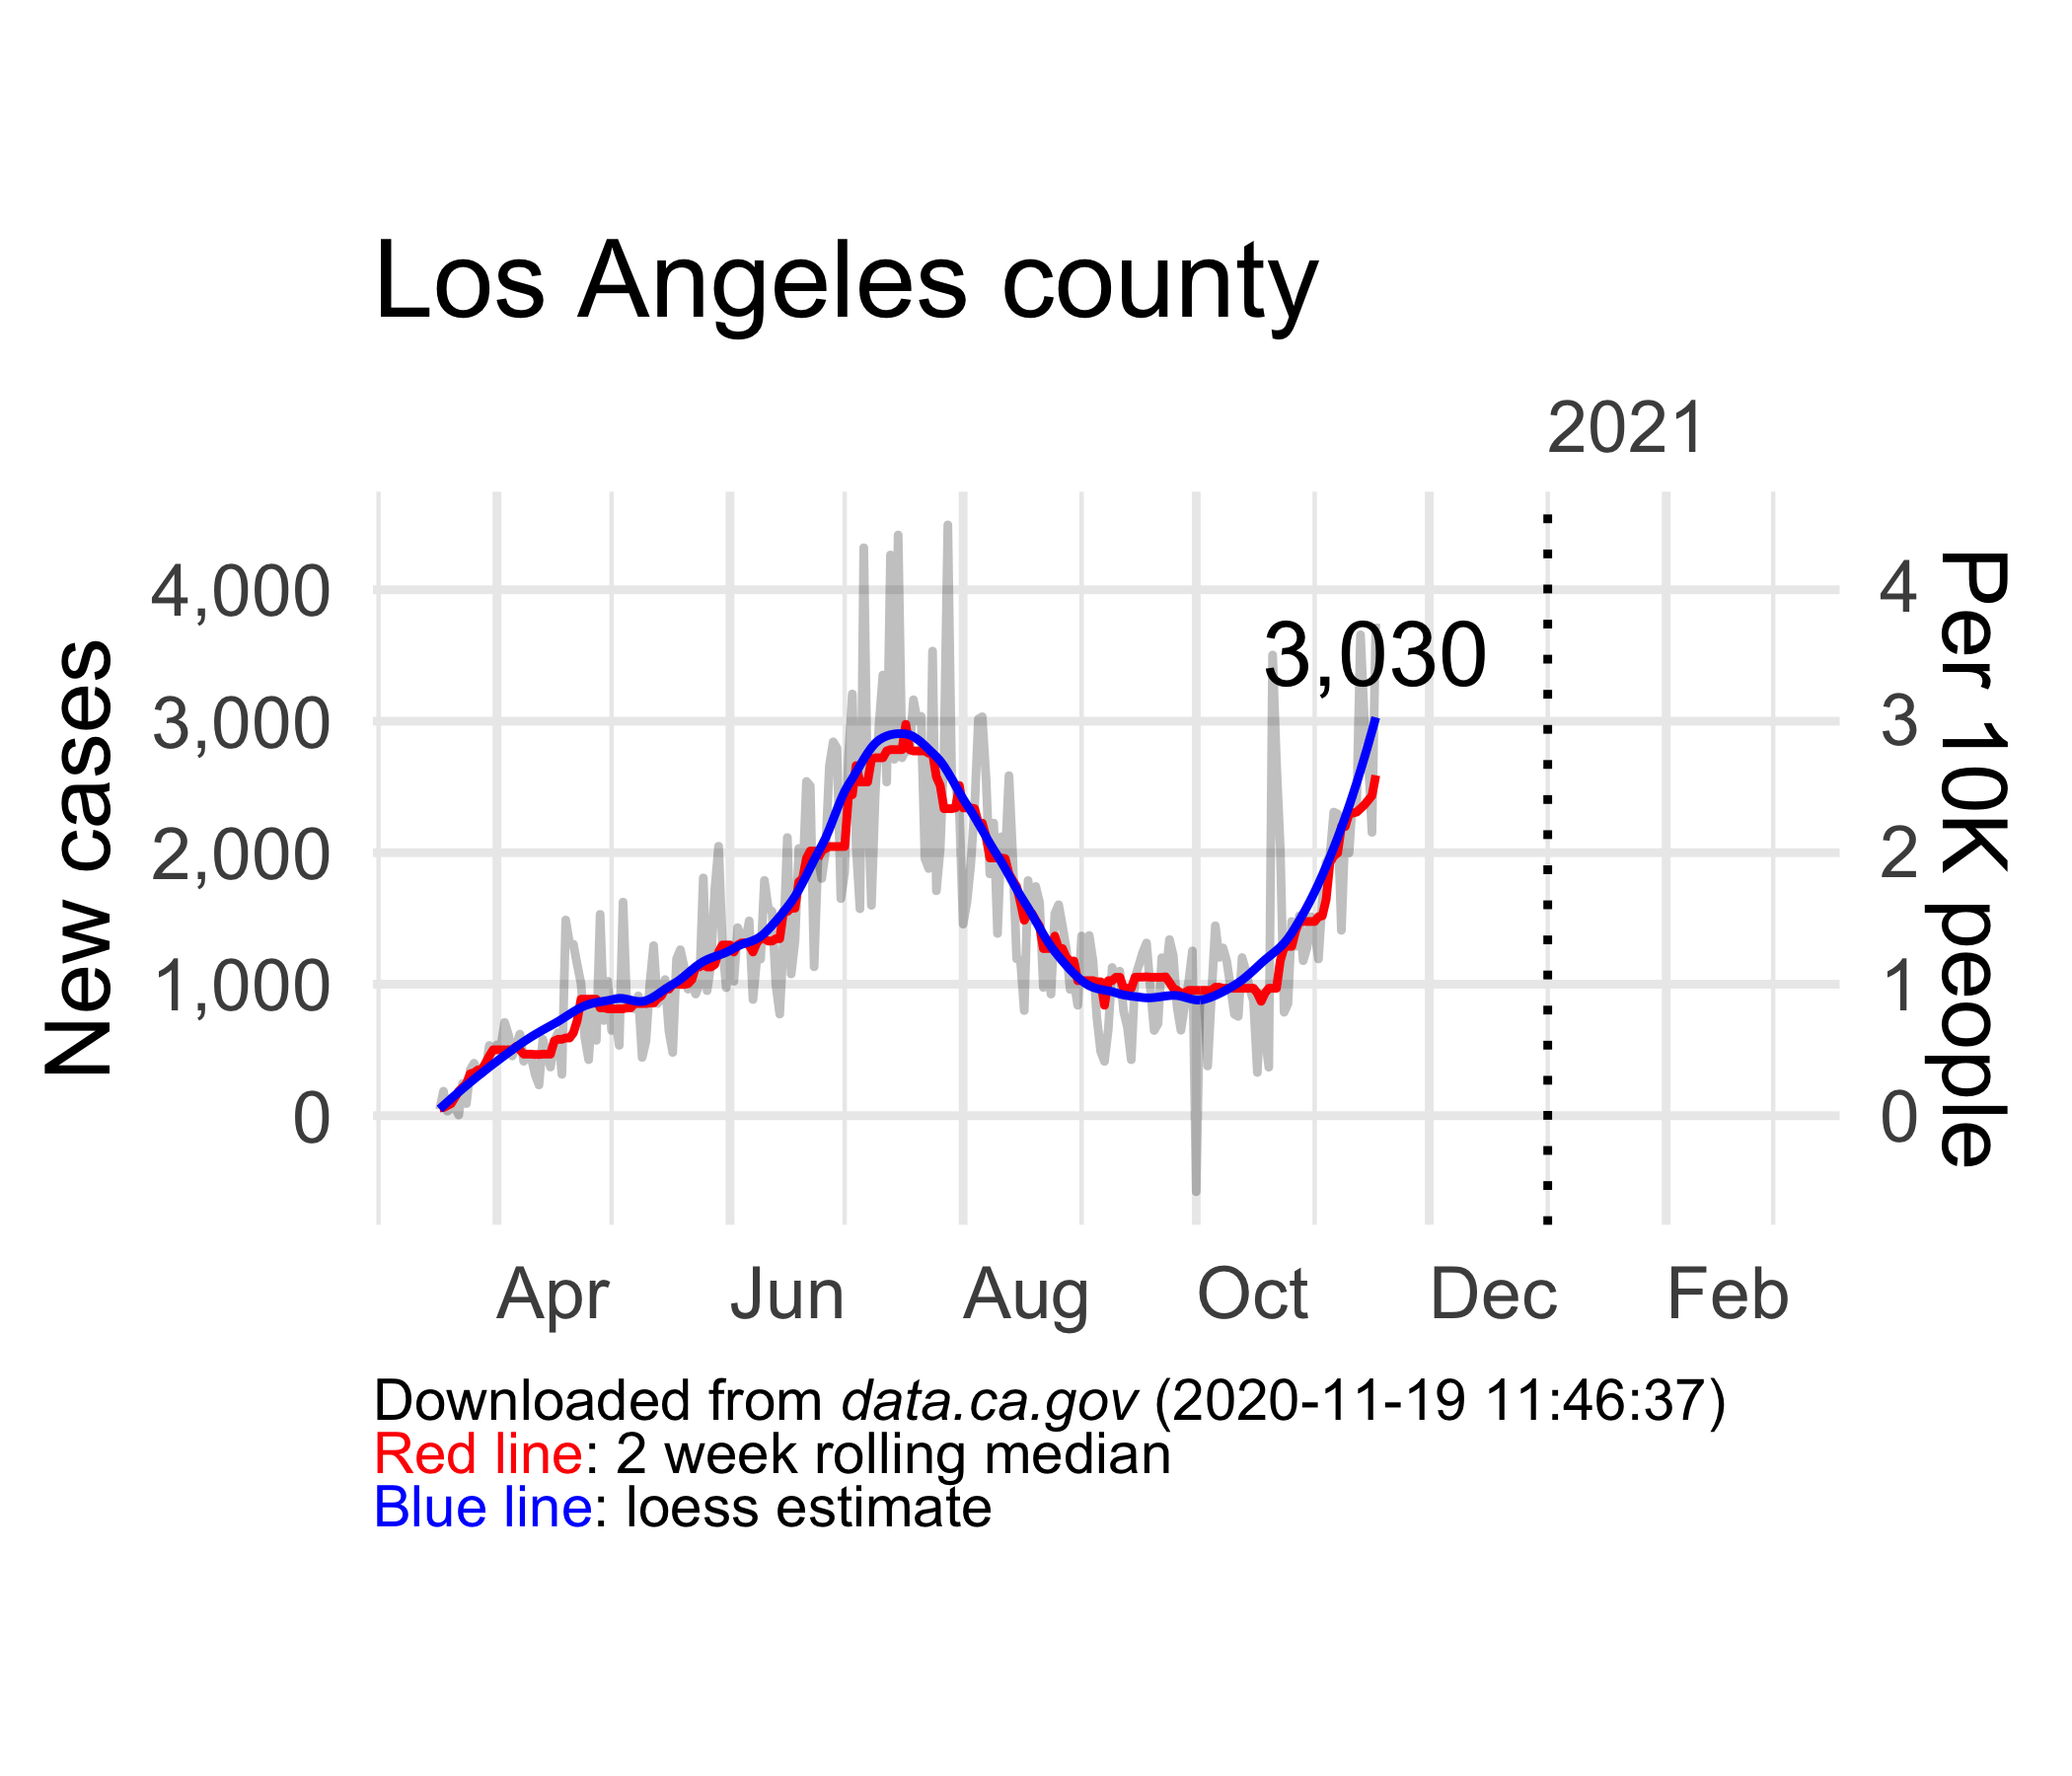 Los Angeles county
2021
New cases
4,000
3,000
2,000
1,000
0
3,030
4
3
2
1
0
Per 10K people
Apr Jun Aug Oct Dec Feb
Downloaded from data.ca.gov (2020-11-19 11:46:37)
Red line: 2 week rolling median
Blue line: loess estimate